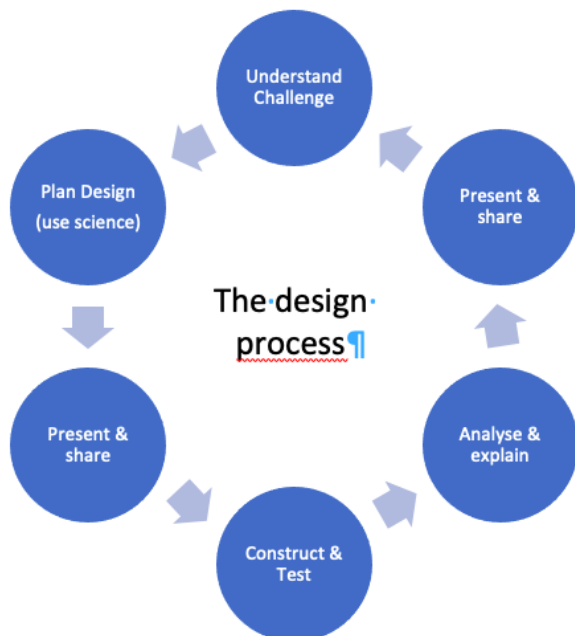 Understand
Challenge
Plan Design
(use science)
Present &
share
Construct &
Test
Analyse &
explain
Present &
share
The·design·
process¶